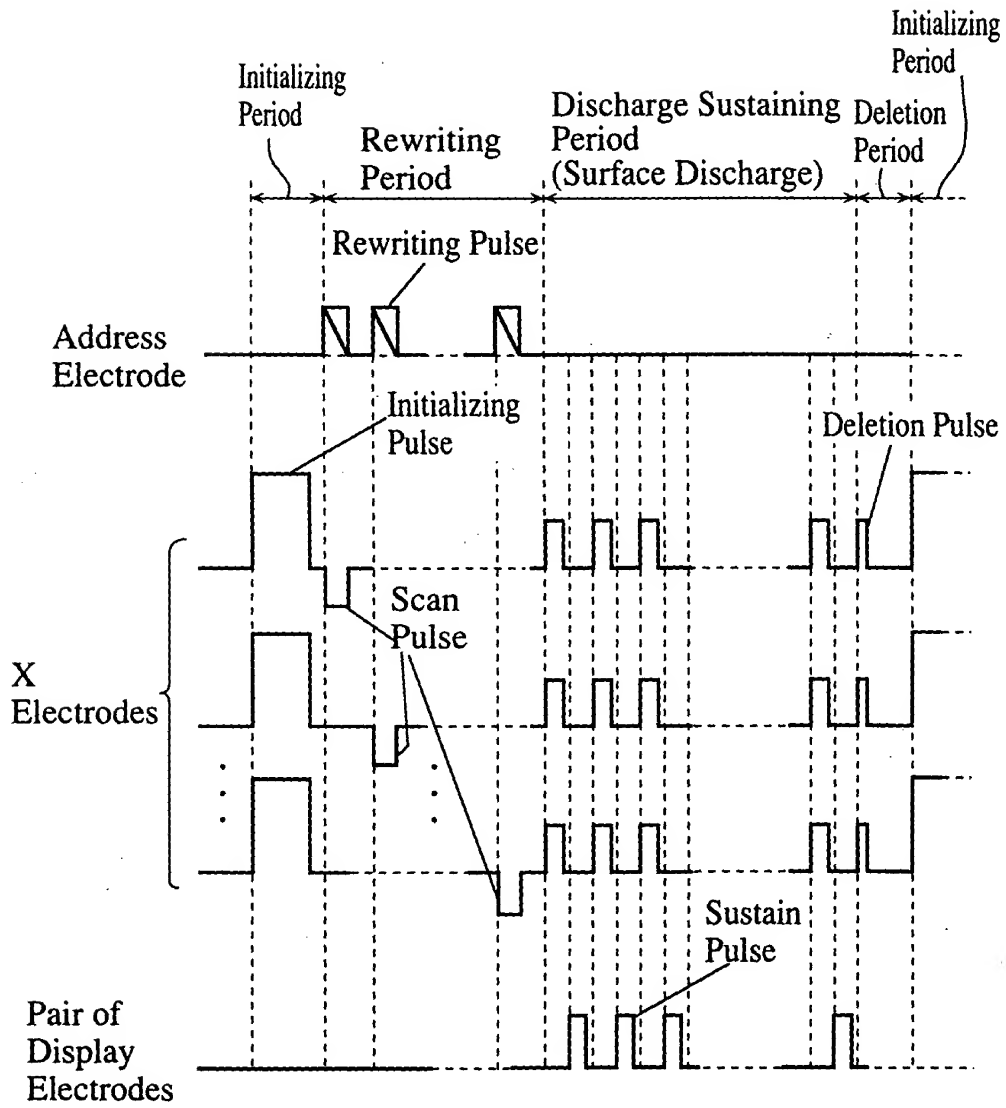 Initializing
Period
Initializing
Period
Rewriting
Period
Discharge Sustaining
Period
(Surface Discharge)
Deletion
Period
Rewriting Pulse
Address
Electrode
Initializing
Pulse
Deletion Pulse
Scan
Pulse
X
Electrodes
Sustain
Pulse
Pair of
Display
Electrodes